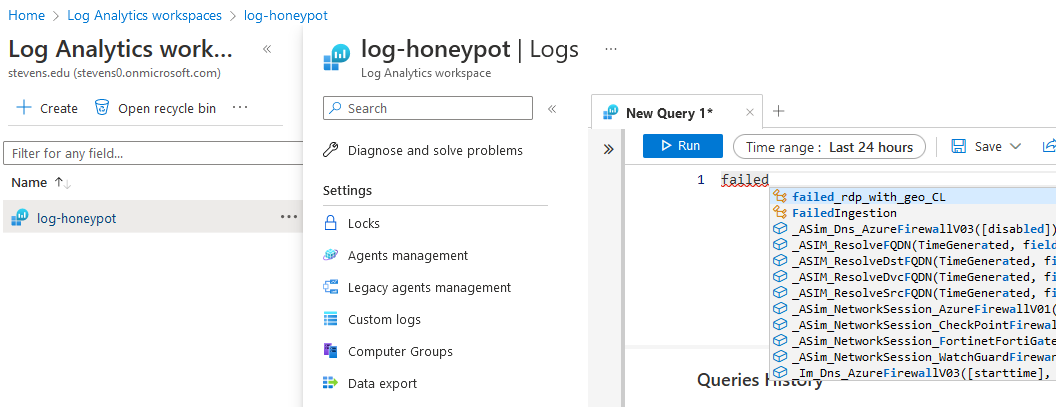 Home > Log Analytics workspaces > log-honeypot
Log Analytics work... «
stevens.edu (stevens0.onmicrosoft.com)
+ Create Open recycle bin ...
Filter for any field...
Name ↑↓
log-honeypot ...
log-honeypot | Logs ...
Log Analytics workspace
Search «
Diagnose and solve problems
Settings
Locks
Agents management
Legacy agents management
Custom logs
Computer Groups
Data export
New Query 1* × +
» Run Time range : Last 24 hours Save
1 failed
failed_rdp_with_geo_CL
FailedIngestion
_ASim_Dns_AzureFirewallV03([disabled])
_ASIM_ResolveFQDN(TimeGenerated, field
_ASIM_ResolveDstFQDN(TimeGenerated, fi
_ASIM_ResolveDvcFQDN(TimeGenerated, fi
_ASIM_ResolveSrcFQDN(TimeGenerated, fi
_ASim_NetworkSession_AzureFirewallV01(
_ASim_NetworkSession_CheckPointFirewal
_ASim_NetworkSession_FortinetFortiGate
_ASim_NetworkSession_WatchGuardFirewar
_Im_Dns_AzureFirewallV03([starttime],
Queries History